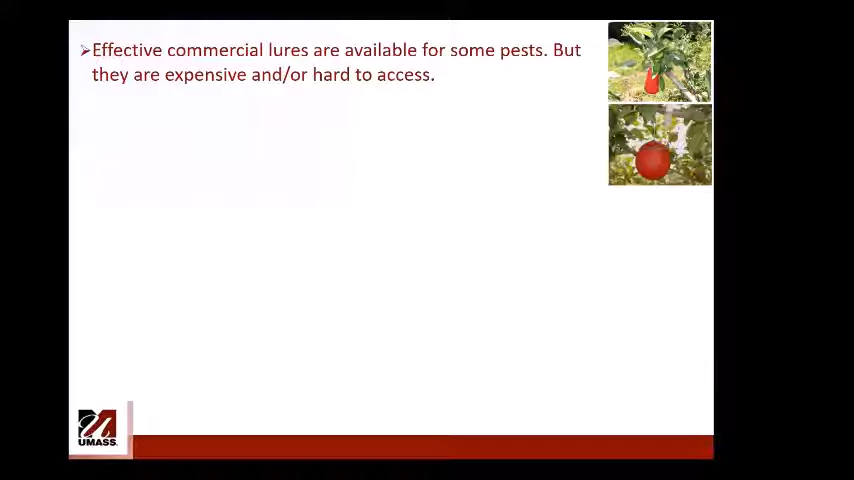 ➢Effective commercial lures are available for some pests. But
they are expensive and/or hard to access.
UMASS